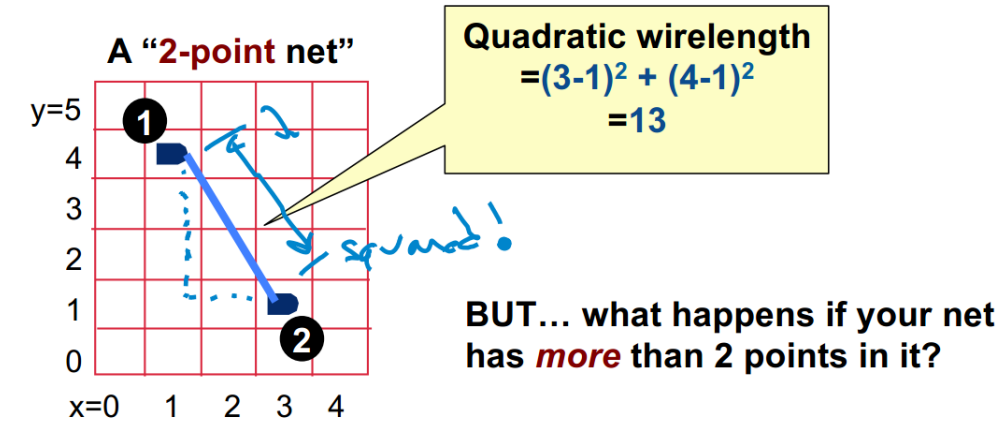 A “2-point net”
Quadratic wirelength
=(3-1)² + (4-1)²
=13
y=5
4
3
2
1
0
x=0 1 2 3 4
1
2
square!
BUT… what happens if your net
has more than 2 points in it?